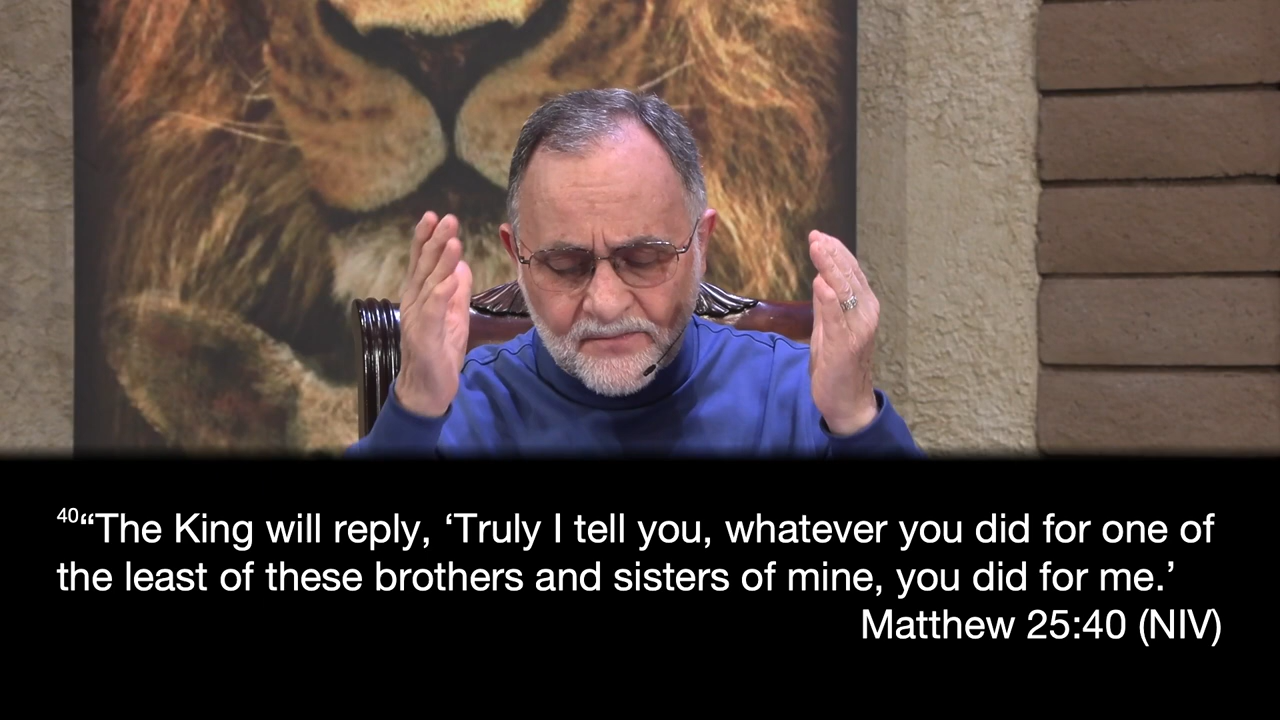 ⁴⁰“The King will reply, ‘Truly I tell you, whatever you did for one of
the least of these brothers and sisters of mine, you did for me.’
Matthew 25:40 (NIV)